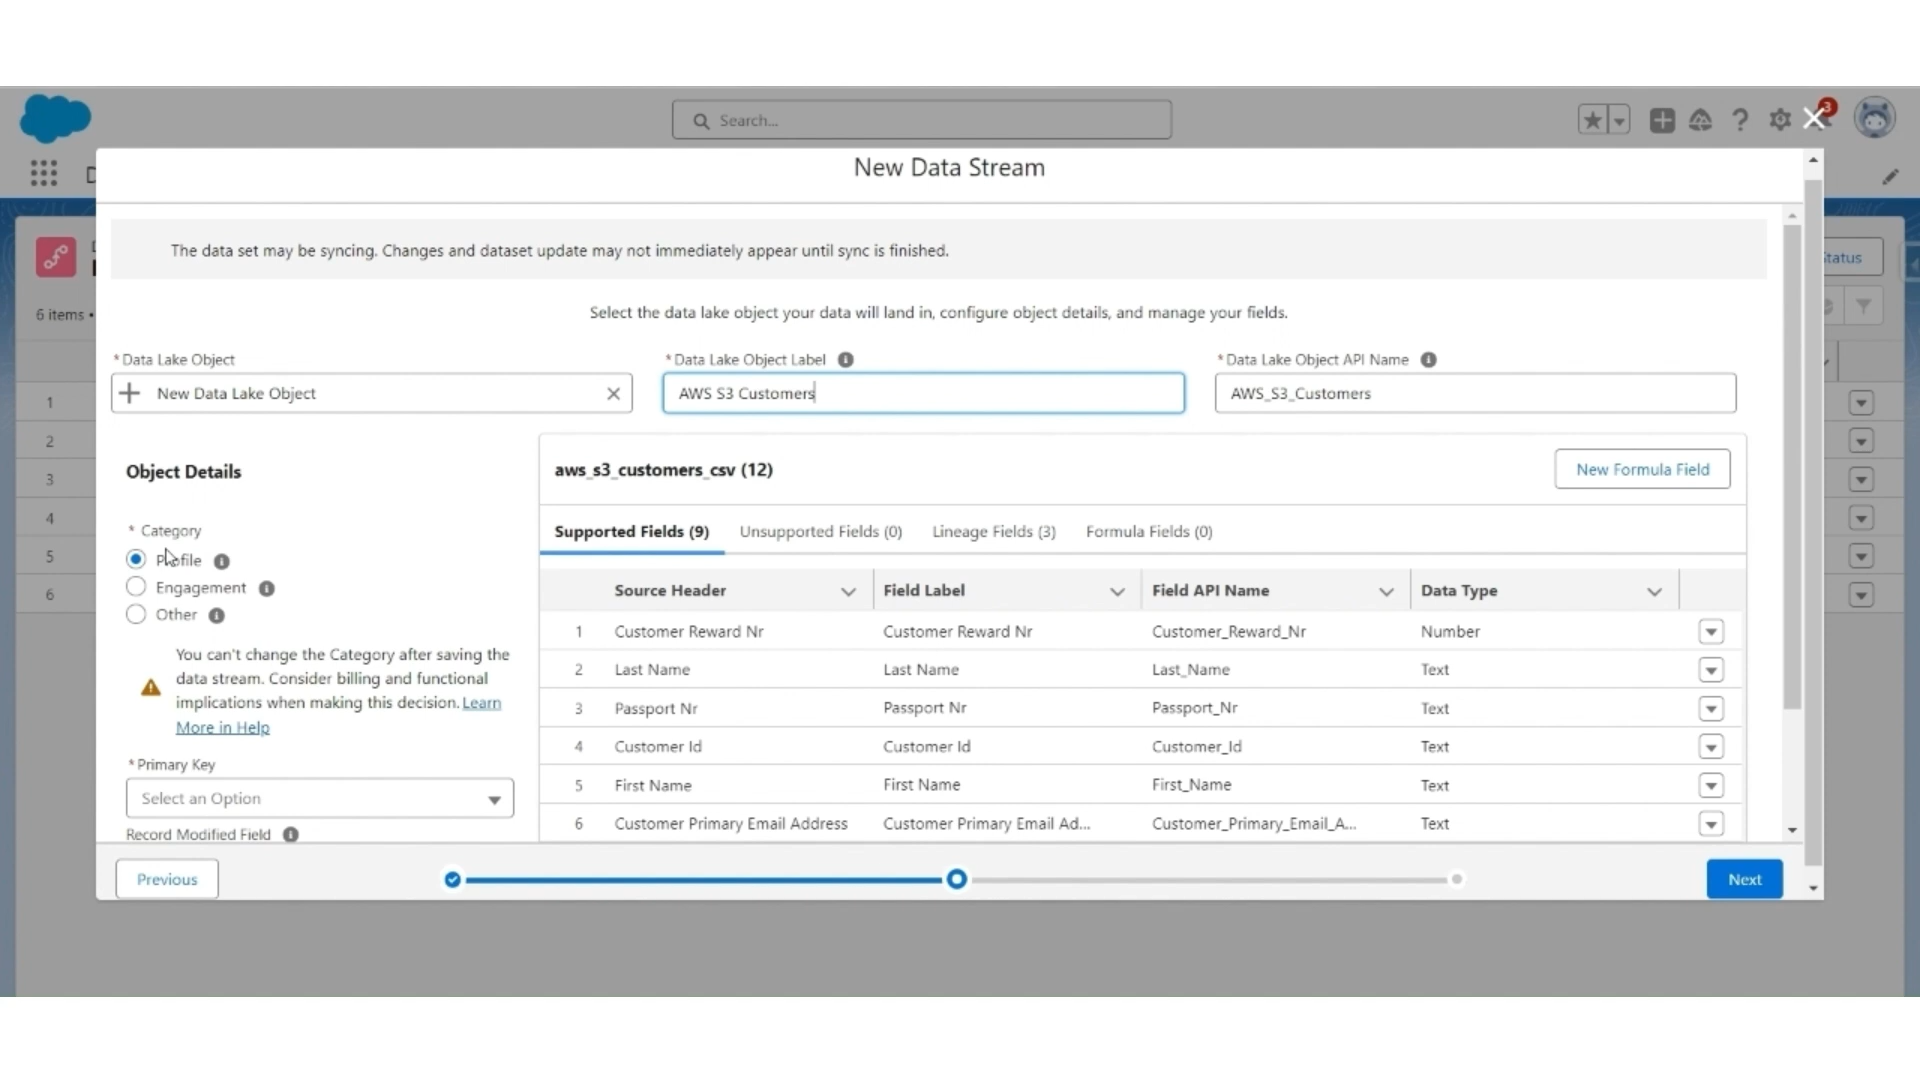 Search...
3
New Data Stream
The data set may be syncing. Changes and dataset update may not immediately appear until sync is finished.
tatus
6 items •
Select the data lake object your data will land in, configure object details, and manage your fields.
* Data Lake Object
* Data Lake Object Label
* Data Lake Object API Name
New Data Lake Object
AWS S3 Customers
AWS_S3_Customers
1
2
3
4
5
6
Object Details
* Category
Profile
Engagement
Other
You can't change the Category after saving the
data stream. Consider billing and functional
implications when making this decision. Learn
More in Help
* Primary Key
Select an Option
Record Modified Field
aws_s3_customers_csv (12)
New Formula Field
Supported Fields (9) Unsupported Fields (0) Lineage Fields (3) Formula Fields (0)
Source Header Field Label Field API Name Data Type
1 Customer Reward Nr Customer Reward Nr Customer_Reward_Nr Number
2 Last Name Last Name Last_Name Text
3 Passport Nr Passport Nr Passport_Nr Text
4 Customer Id Customer Id Customer_Id Text
5 First Name First Name First_Name Text
6 Customer Primary Email Address Customer Primary Email Ad... Customer_Primary_Email_A... Text
Previous
Next